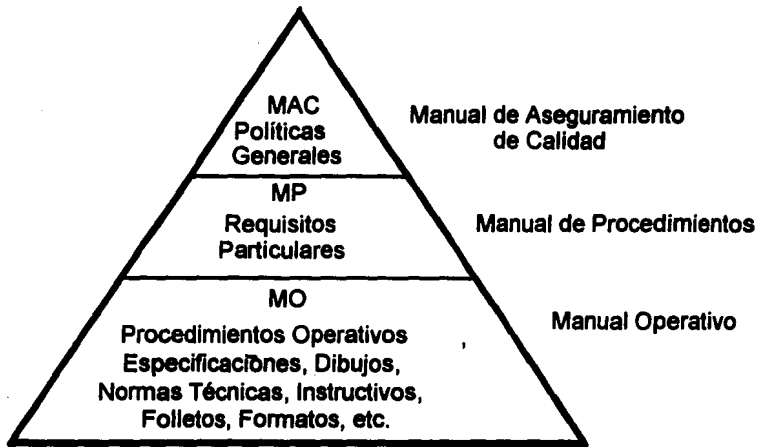 MAC
Políticas
Generales
Manual de Aseguramiento
de Calidad
MP
Requisitos
Particulares
Manual de Procedimientos
MO
Procedimientos Operativos
Especificaciones, Dibujos,
Normas Técnicas, Instructivos,
Folletos, Formatos, etc.
Manual Operativo